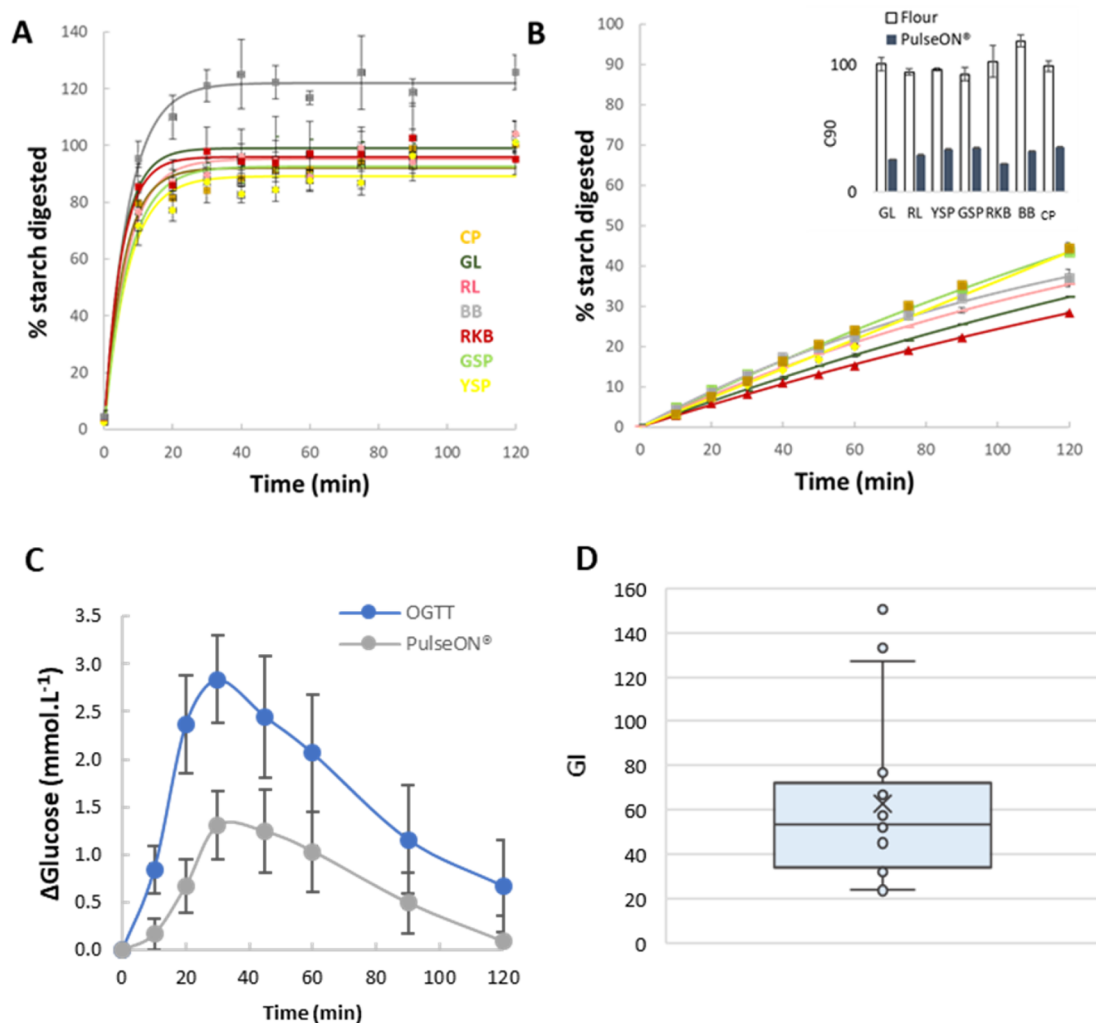 A
% starch digested
140
120
100
80
60
40
20
0
0 20 40 60 80 100 120
Time (min)
CP
GL
RL
BB
RKB
GSP
YSP
B
% starch digested
100
90
80
70
60
50
40
30
20
10
0
0 20 40 60 80 100 120
Time (min)
Flour
PulseON®
C90
100
0
GL RL YSP GSP RKB BB CP
C
ΔGlucose (mmol.L⁻¹)
OGTT
PulseON®
3.5
3.0
2.5
2.0
1.5
1.0
0.5
0.0
0 20 40 60 80 100 120
Time (min)
D
GI
160
140
120
100
80
60
40
20
0